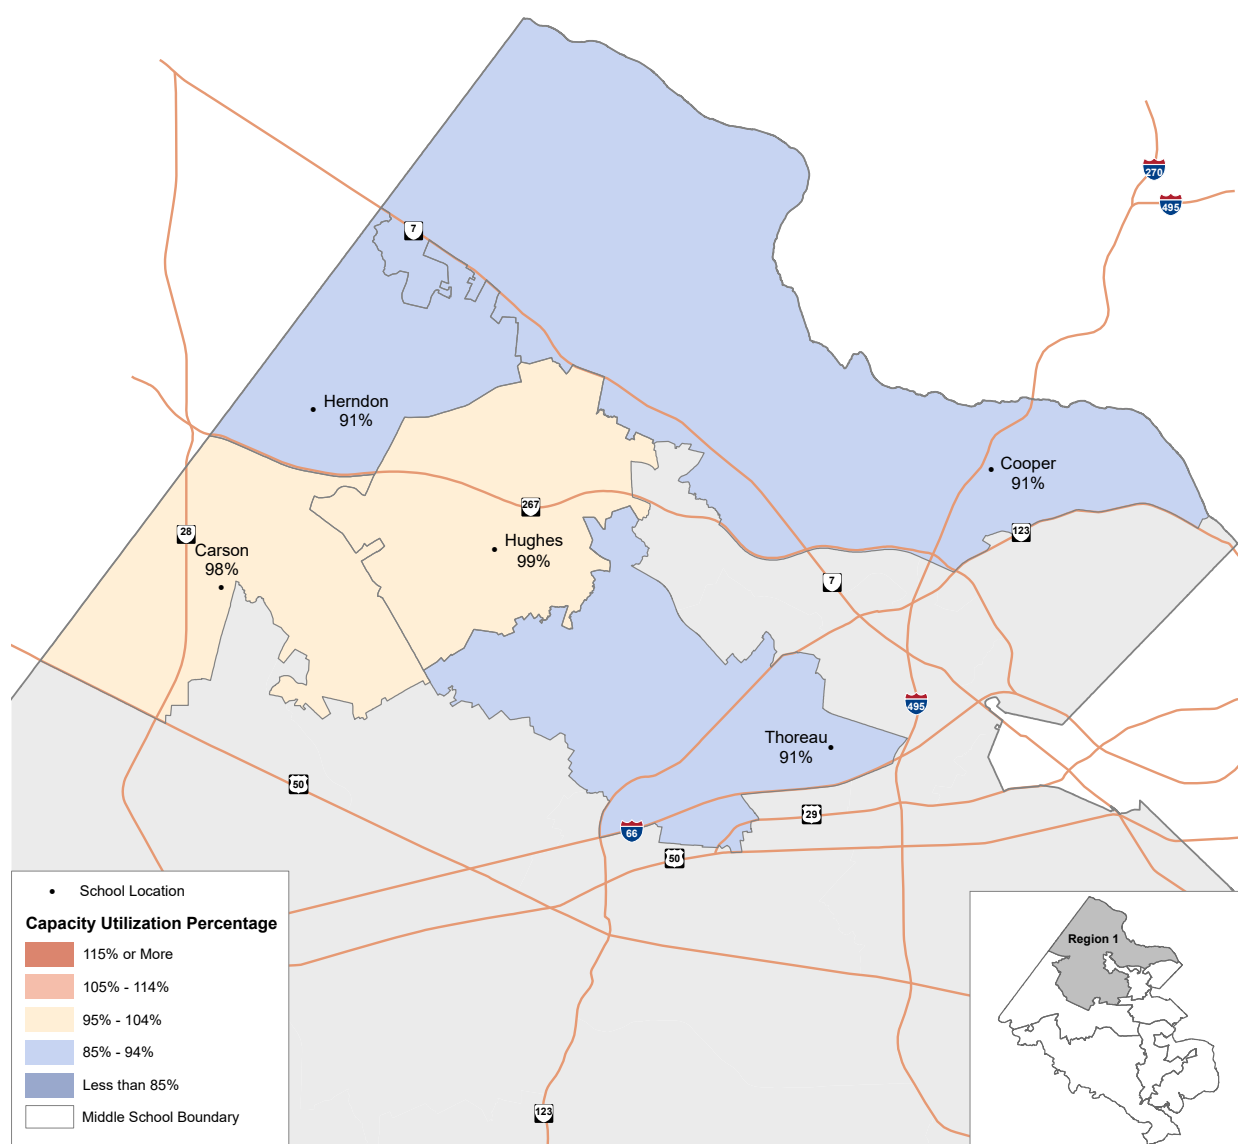 270
495
7
Herndon
91%
Cooper
91%
267
123
28
Hughes
99%
Carson
98%
7
495
Thoreau
91%
50
29
66
50
School Location
Capacity Utilization Percentage
115% or More
105% - 114%
95% - 104%
85% - 94%
Less than 85%
Middle School Boundary
Region 1
123